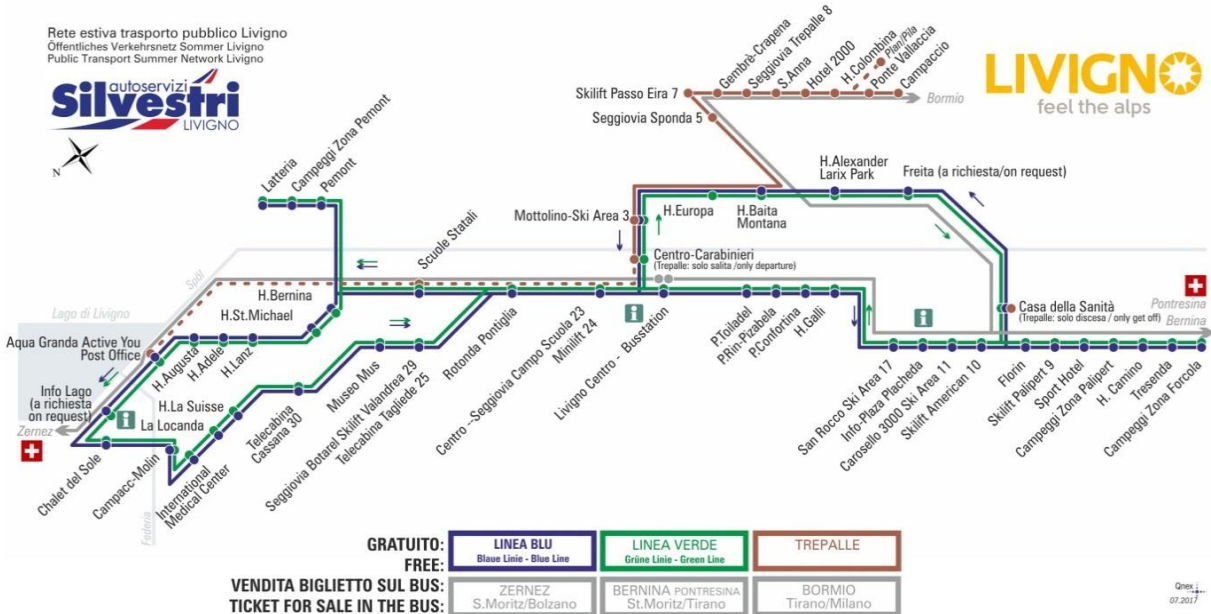 Rete estiva trasporto pubblico Livigno
Öffentliches Verkehrsnetz Sommer Livigno
Public Transport Summer Network Livigno
autoservizi
Silvestri
LIVIGNO
N
LIVIGNO
feel the alps
Gembrè-Crapena
Seggiovia Trepalle 8
S.Anna
Hotel 2000
H.Colombina
Plan/Pila
Ponte Vallaccia
Campaccio
Skilift Passo Eira 7
Bormio
Seggiovia Sponda 5
Latteria
Campeggi Zona Pemont
Pemont
H.Alexander
Larix Park
Freita (a richiesta/on request)
Mottolino-Ski Area 3
H.Europa
H.Baita
Montana
Scuole Statali
Centro-Carabinieri
(Trepalle: solo salita /only departure)
Spöl
H.Bernina
H.St.Michael
Lago di Livigno
Aqua Granda Active You
Post Office
H.Augusta
H.Adele
H.Lanz
Casa della Sanità
(Trepalle: solo discesa / only get off)
Pontresina
Bernina
Info Lago
(a richiesta
on request)
H.La Suisse
La Locanda
Zernez
Chalet del Sole
Campacc-Molin
International
Medical Center
Telecabina
Cassana 30
Museo Mus
Seggiovia Botarel Skilift Valandrea 29
Telecabina Tagliede 25
Rotonda Pontiglia
Centro --Seggiovia Campo Scuola 23
Minilift 24
Livigno Centro - Busstation
P.Toiladel
P.Rin-Pzabela
P.Conforina
H.Galli
San Rocco Ski Area 17
Info-Plaza Placheda
Carosello 3000 Ski Area 11
Skilift American 10
Florin
Skilift Palipert 9
Sport Hotel
Campeggi Zona Palipert
H. Camino
Tresenda
Campeggi Zona Forcola
Federia
GRATUITO:
FREE:
LINEA BLU
Blaue Linie - Blue Line
LINEA VERDE
Grüne Linie - Green Line
TREPALLE
VENDITA BIGLIETTO SUL BUS:
TICKET FOR SALE IN THE BUS:
ZERNEZ
S.Moritz/Bolzano
BERNINA PONTRESINA
St.Moritz/Tirano
BORMIO
Tirano/Milano
Qnex
07.2017